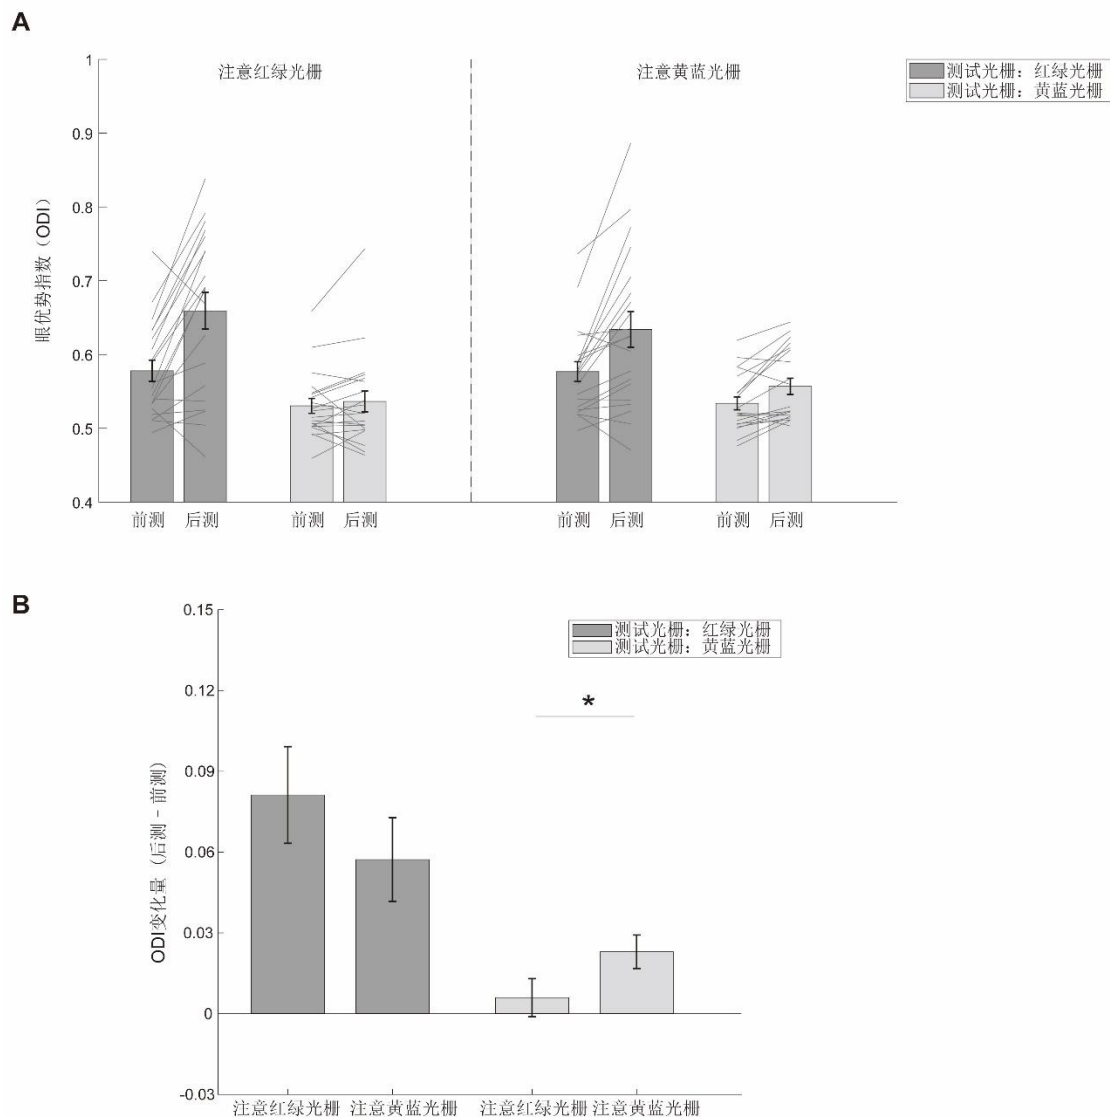 A
注意红绿光栅
注意黄蓝光栅
测试光栅：红绿光栅
测试光栅：黄蓝光栅
眼优势指数（ODI）
1
0.9
0.8
0.7
0.6
0.5
0.4
前测 后测 前测 后测 前测 后测 前测 后测
B
测试光栅：红绿光栅
测试光栅：黄蓝光栅
ODI变化量（后测 - 前测）
0.15
0.12
0.09
0.06
0.03
0
-0.03
*
注意红绿光栅 注意黄蓝光栅 注意红绿光栅 注意黄蓝光栅